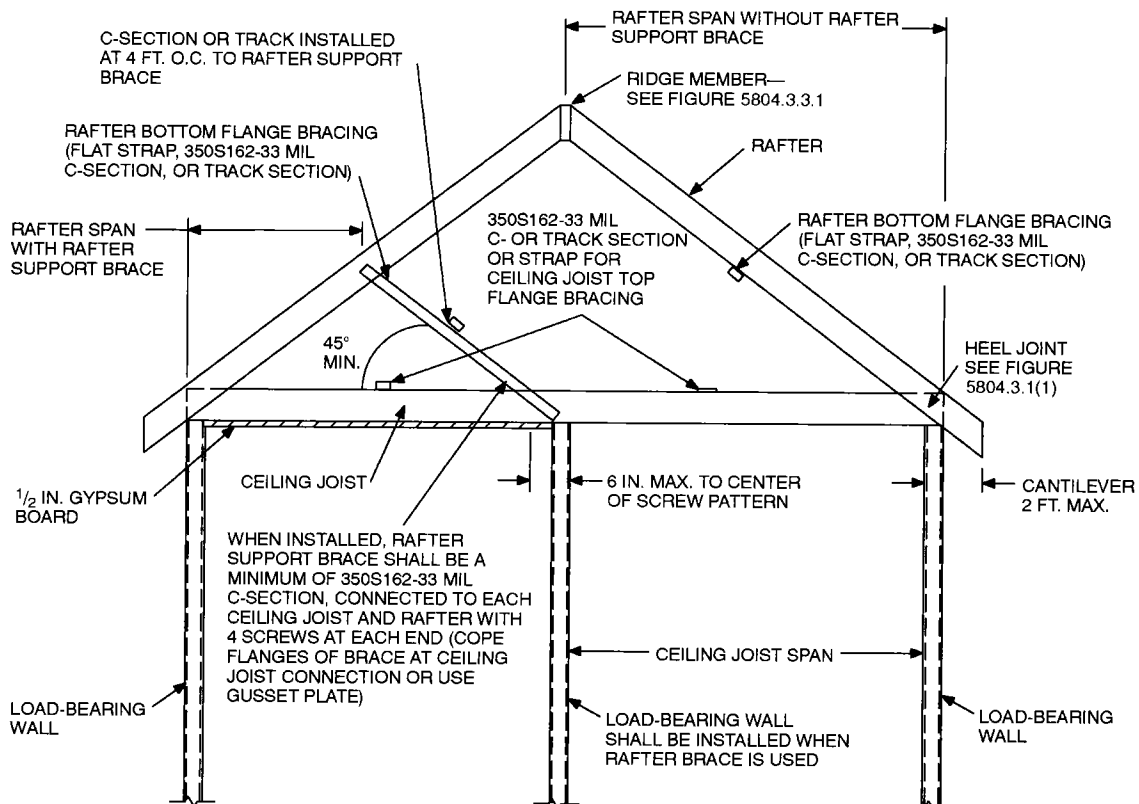 RAFTER SPAN WITHOUT RAFTER
SUPPORT BRACE
C-SECTION OR TRACK INSTALLED
AT 4 FT. O.C. TO RAFTER SUPPORT
BRACE
RIDGE MEMBER—
SEE FIGURE 5804.3.3.1
RAFTER BOTTOM FLANGE BRACING
(FLAT STRAP, 350S162-33 MIL
C-SECTION, OR TRACK SECTION)
RAFTER
RAFTER SPAN
WITH RAFTER
SUPPORT BRACE
350S162-33 MIL
C- OR TRACK SECTION
OR STRAP FOR
CEILING JOIST TOP
FLANGE BRACING
RAFTER BOTTOM FLANGE BRACING
(FLAT STRAP, 350S162-33 MIL
C-SECTION, OR TRACK SECTION)
45°
MIN.
HEEL JOINT
SEE FIGURE
5804.3.1(1)
1/2 IN. GYPSUM
BOARD
CEILING JOIST
6 IN. MAX. TO CENTER
OF SCREW PATTERN
CANTILEVER
2 FT. MAX.
WHEN INSTALLED, RAFTER
SUPPORT BRACE SHALL BE A
MINIMUM OF 350S162-33 MIL
C-SECTION, CONNECTED TO EACH
CEILING JOIST AND RAFTER WITH
4 SCREWS AT EACH END (COPE
FLANGES OF BRACE AT CEILING
JOIST CONNECTION OR USE
GUSSET PLATE)
CEILING JOIST SPAN
LOAD-BEARING
WALL
LOAD-BEARING WALL
SHALL BE INSTALLED WHEN
RAFTER BRACE IS USED
LOAD-BEARING
WALL